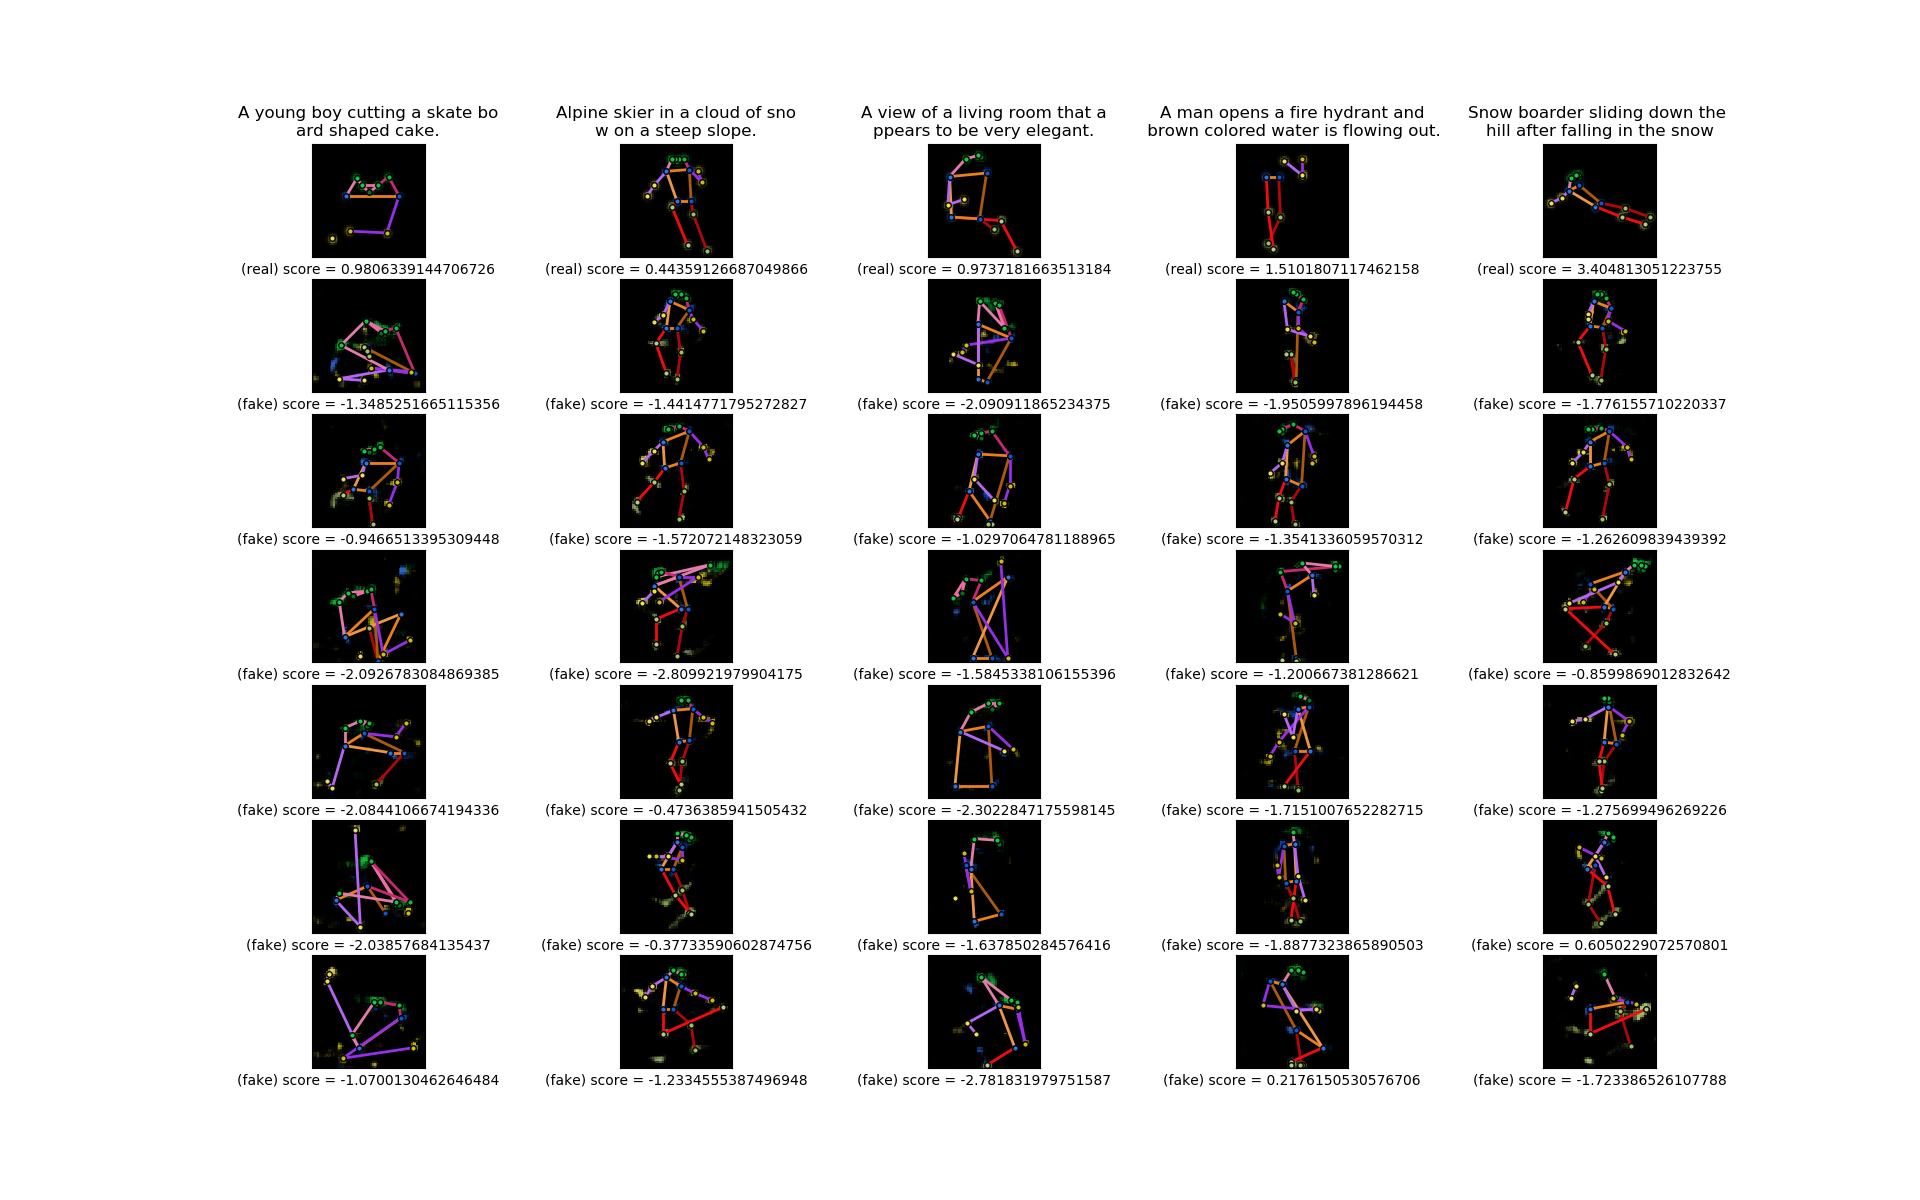 A young boy cutting a skate bo
ard shaped cake.
Alpine skier in a cloud of sno
w on a steep slope.
A view of a living room that a
ppears to be very elegant.
A man opens a fire hydrant and
brown colored water is flowing out.
Snow boarder sliding down the
hill after falling in the snow
(real) score = 0.9806339144706726
(real) score = 0.44359126687049866
(real) score = 0.9737181663513184
(real) score = 1.5101807117462158
(real) score = 3.404813051223755
(fake) score = -1.3485251665115356
(fake) score = -1.4414771795272827
(fake) score = -2.090911865234375
(fake) score = -1.9505997896194458
(fake) score = -1.776155710220337
(fake) score = -0.9466513395309448
(fake) score = -1.572072148323059
(fake) score = -1.0297064781188965
(fake) score = -1.3541336059570312
(fake) score = -1.262609839439392
(fake) score = -2.0926783084869385
(fake) score = -2.809921979904175
(fake) score = -1.5845338106155396
(fake) score = -1.200667381286621
(fake) score = -0.8599869012832642
(fake) score = -2.0844106674194336
(fake) score = -0.4736385941505432
(fake) score = -2.3022847175598145
(fake) score = -1.7151007652282715
(fake) score = -1.275699496269226
(fake) score = -2.03857684135437
(fake) score = -0.37733590602874756
(fake) score = -1.637850284576416
(fake) score = -1.8877323865890503
(fake) score = 0.6050229072570801
(fake) score = -1.0700130462646484
(fake) score = -1.2334555387496948
(fake) score = -2.781831979751587
(fake) score = 0.2176150530576706
(fake) score = -1.723386526107788